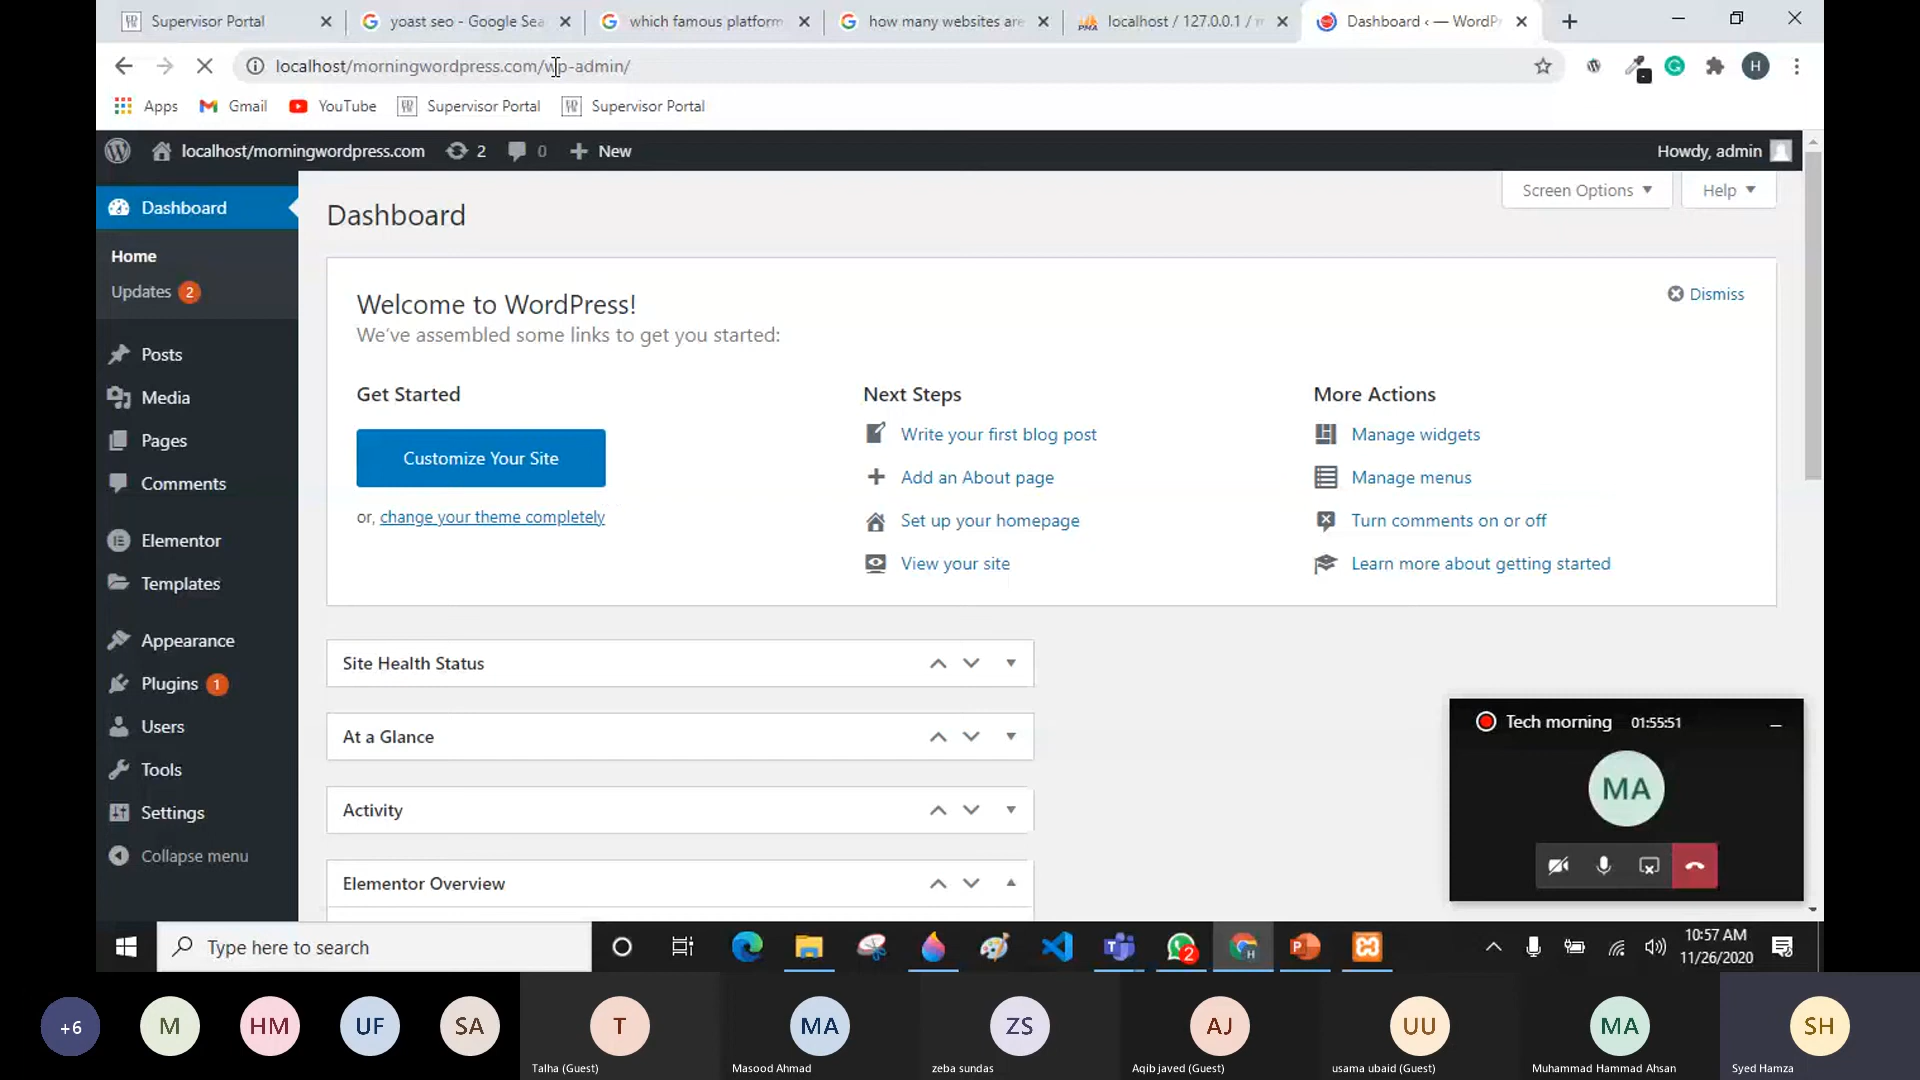 Supervisor Portal
yoast seo - Google Sea
which famous platform
how many websites are
localhost / 127.0.0.1 / m
Dashboard ‹ — WordPr
localhost/morningwordpress.com/wp-admin/
H
Apps
Gmail
YouTube
Supervisor Portal
Supervisor Portal
localhost/morningwordpress.com
2
0
New
Howdy, admin
Dashboard
Screen Options
Help
Dashboard
Home
Updates 2
Welcome to WordPress!
We've assembled some links to get you started:
Dismiss
Posts
Media
Pages
Comments
Elementor
Templates
Appearance
Plugins 1
Users
Tools
Settings
Collapse menu
Get Started
Customize Your Site
or, change your theme completely
Next Steps
Write your first blog post
Add an About page
Set up your homepage
View your site
More Actions
Manage widgets
Manage menus
Turn comments on or off
Learn more about getting started
Site Health Status
At a Glance
Activity
Elementor Overview
Tech morning 01:55:51
MA
Type here to search
2
10:57 AM
11/26/2020
+6
M
HM
UF
SA
T
Talha (Guest)
MA
Masood Ahmad
ZS
zeba sundas
AJ
Aqib javed (Guest)
UU
usama ubaid (Guest)
MA
Muhammad Hammad Ahsan
SH
Syed Hamza